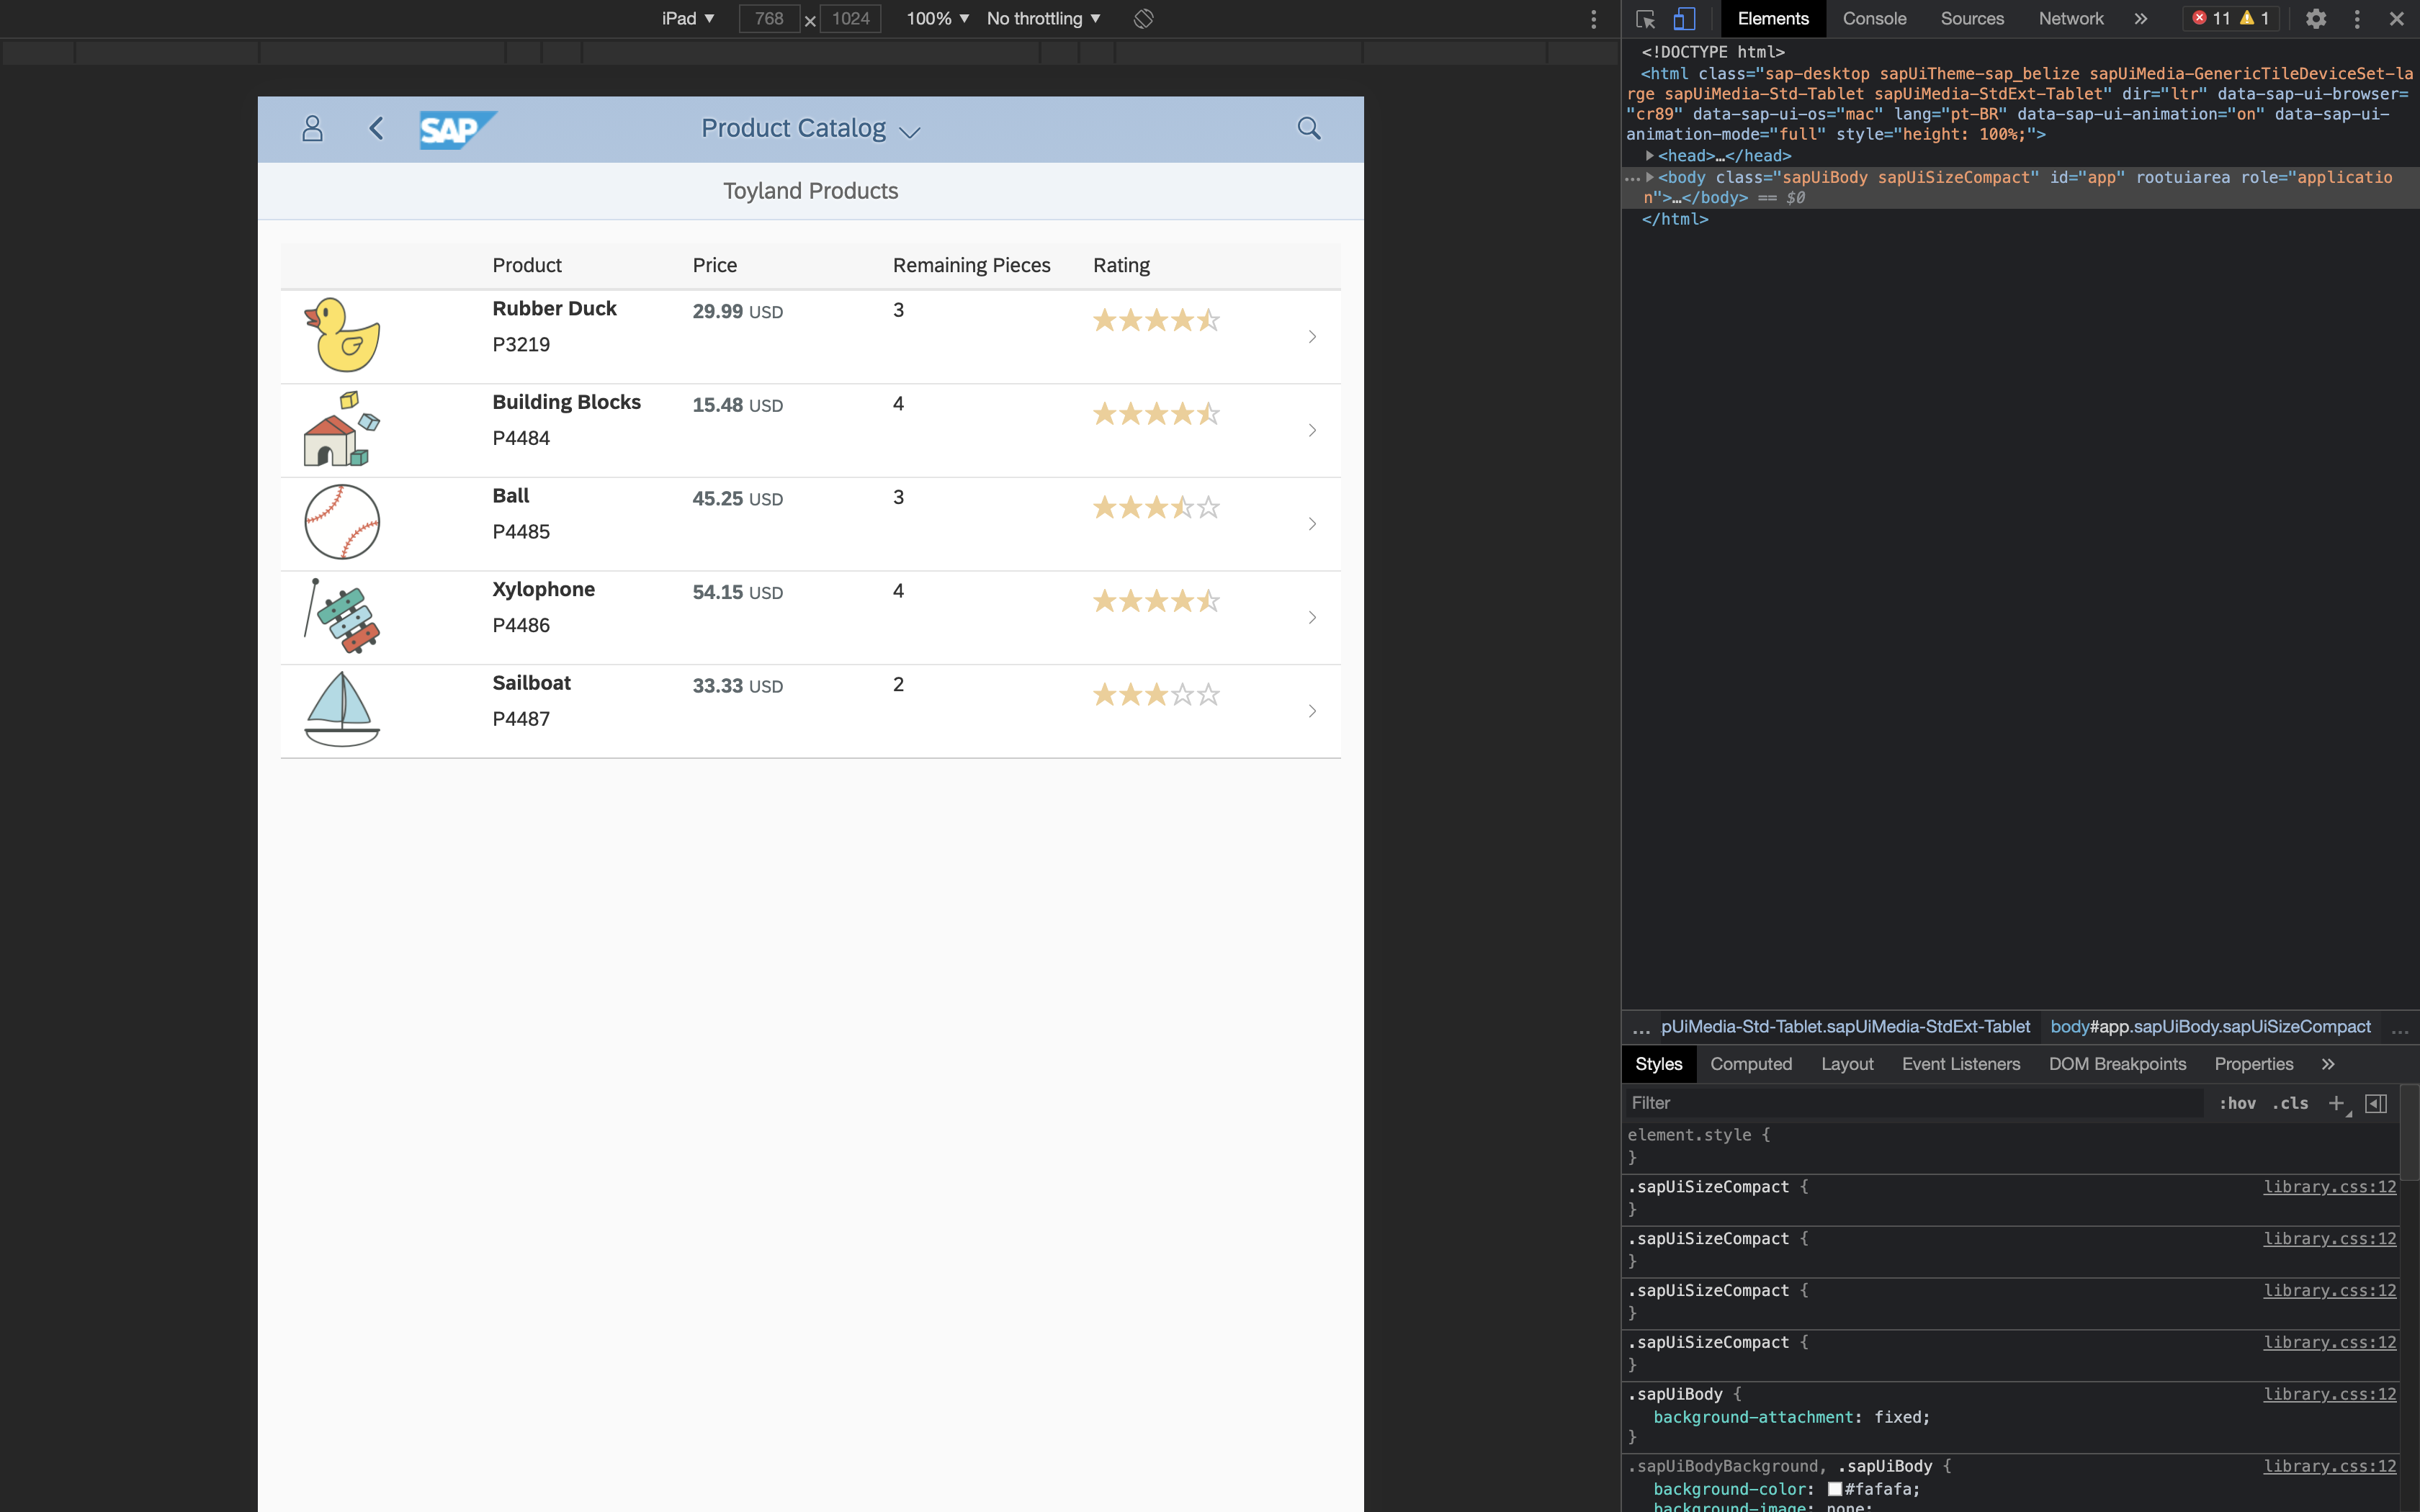 iPad ▼ 768 × 1024 100% ▼ No throttling ▼
Elements Console Sources Network » 11 1
SAP Product Catalog
Toyland Products
Product Price Remaining Pieces Rating
Rubber Duck 29.99 USD 3
P3219
Building Blocks 15.48 USD 4
P4484
Ball 45.25 USD 3
P4485
Xylophone 54.15 USD 4
P4486
Sailboat 33.33 USD 2
P4487
<!DOCTYPE html>
<html class="sap-desktop sapUiTheme-sap_belize sapUiMedia-GenericTileDeviceSet-la
rge sapUiMedia-Std-Tablet sapUiMedia-StdExt-Tablet" dir="ltr" data-sap-ui-browser=
"cr89" data-sap-ui-os="mac" lang="pt-BR" data-sap-ui-animation="on" data-sap-ui-
animation-mode="full" style="height: 100%;">
▶<head>…</head>
…▶<body class="sapUiBody sapUiSizeCompact" id="app" rootuiarea role="applicatio
n">…</body> == $0
</html>
… pUiMedia-Std-Tablet.sapUiMedia-StdExt-Tablet body#app.sapUiBody.sapUiSizeCompact …
Styles Computed Layout Event Listeners DOM Breakpoints Properties »
Filter :hov .cls +
element.style {
}
.sapUiSizeCompact { library.css:12
}
.sapUiSizeCompact { library.css:12
}
.sapUiSizeCompact { library.css:12
}
.sapUiSizeCompact { library.css:12
}
.sapUiBody { library.css:12
background-attachment: fixed;
}
.sapUiBodyBackground, .sapUiBody { library.css:12
background-color: #fafafa;
background-image: none;